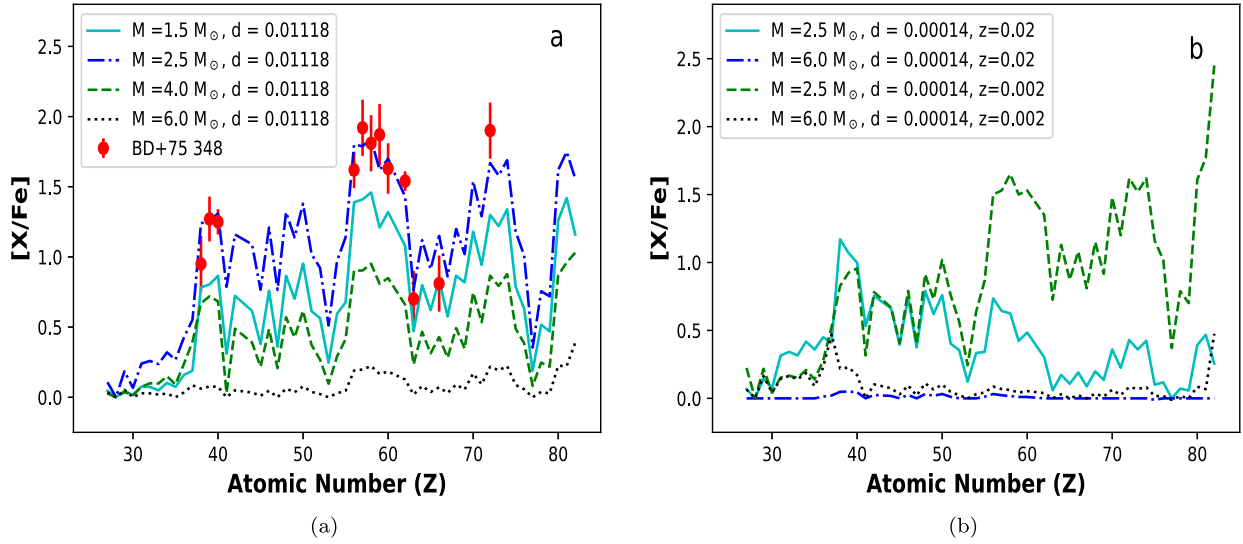 M =1.5 M⊙, d = 0.01118
M =2.5 M⊙, d = 0.01118
M =4.0 M⊙, d = 0.01118
M =6.0 M⊙, d = 0.01118
BD+75 348
a
[X/Fe]
2.5
2.0
1.5
1.0
0.5
0.0
30 40 50 60 70 80
Atomic Number (Z)
(a)
M =2.5 M⊙, d = 0.00014, z=0.02
M =6.0 M⊙, d = 0.00014, z=0.02
M =2.5 M⊙, d = 0.00014, z=0.002
M =6.0 M⊙, d = 0.00014, z=0.002
b
[X/Fe]
2.5
2.0
1.5
1.0
0.5
0.0
30 40 50 60 70 80
Atomic Number (Z)
(b)